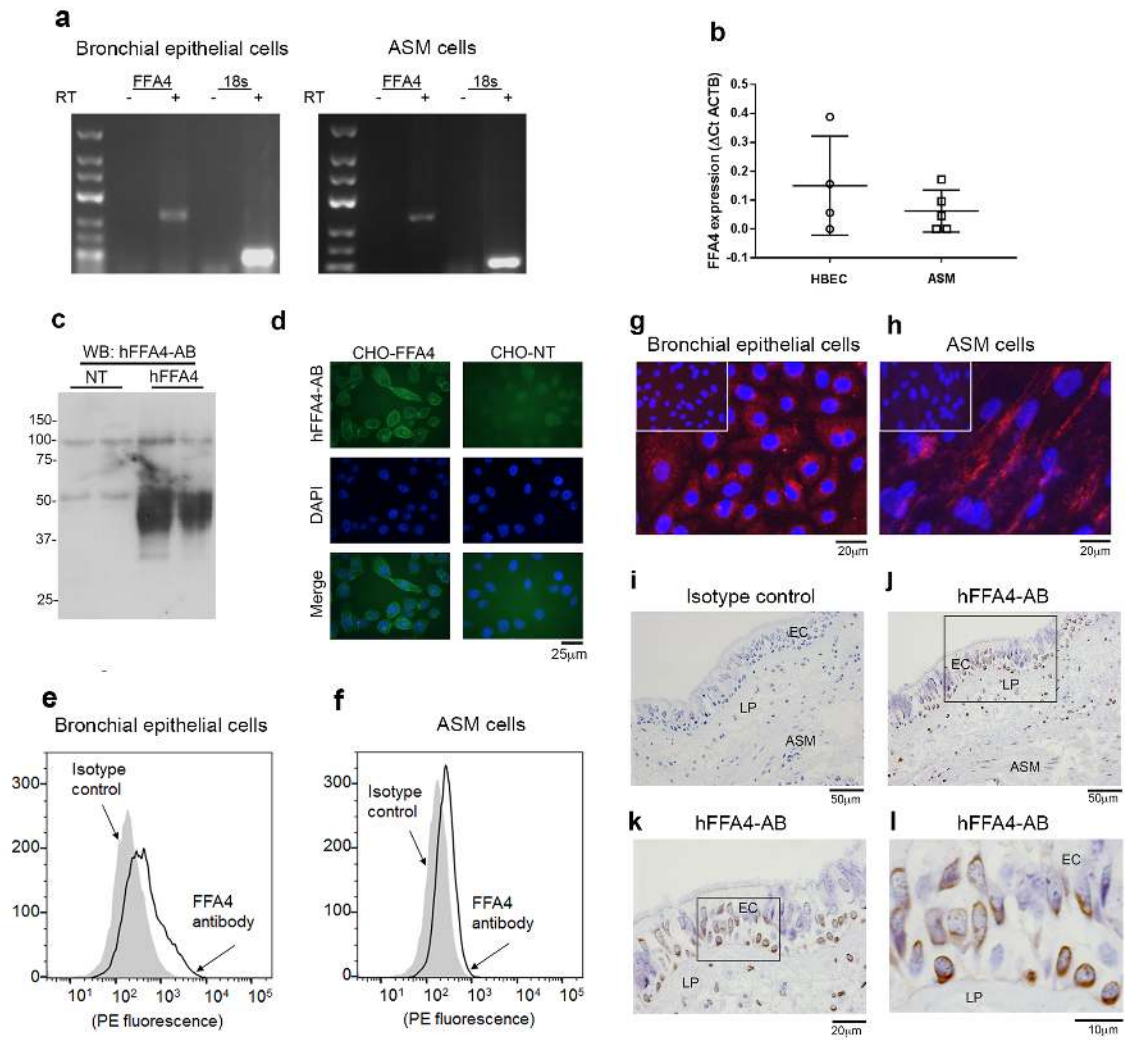 a
Bronchial epithelial cells
FFA4 18s
RT - + - +
ASM cells
FFA4 18s
RT - + - +
b
FFA4 expression (ΔCt ACTB)
0.5
0.4
0.3
0.2
0.1
0.0
-0.1
HBEC ASM
c
WB: hFFA4-AB
NT hFFA4
150-
100-
75-
50-
37-
25-
d
CHO-FFA4 CHO-NT
hFFA4-AB
DAPI
Merge
25μm
e
Bronchial epithelial cells
300
200
100
0
Isotype
control
FFA4
antibody
10¹ 10² 10³ 10⁴ 10⁵
(PE fluorescence)
f
ASM cells
300
200
100
0
Isotype
control
FFA4
antibody
10¹ 10² 10³ 10⁴ 10⁵
(PE fluorescence)
g
Bronchial epithelial cells
20μm
h
ASM cells
20μm
i
Isotype control
EC
LP
ASM
50μm
j
hFFA4-AB
EC
LP
ASM
50μm
k
hFFA4-AB
EC
LP
20μm
l
hFFA4-AB
EC
LP
10μm